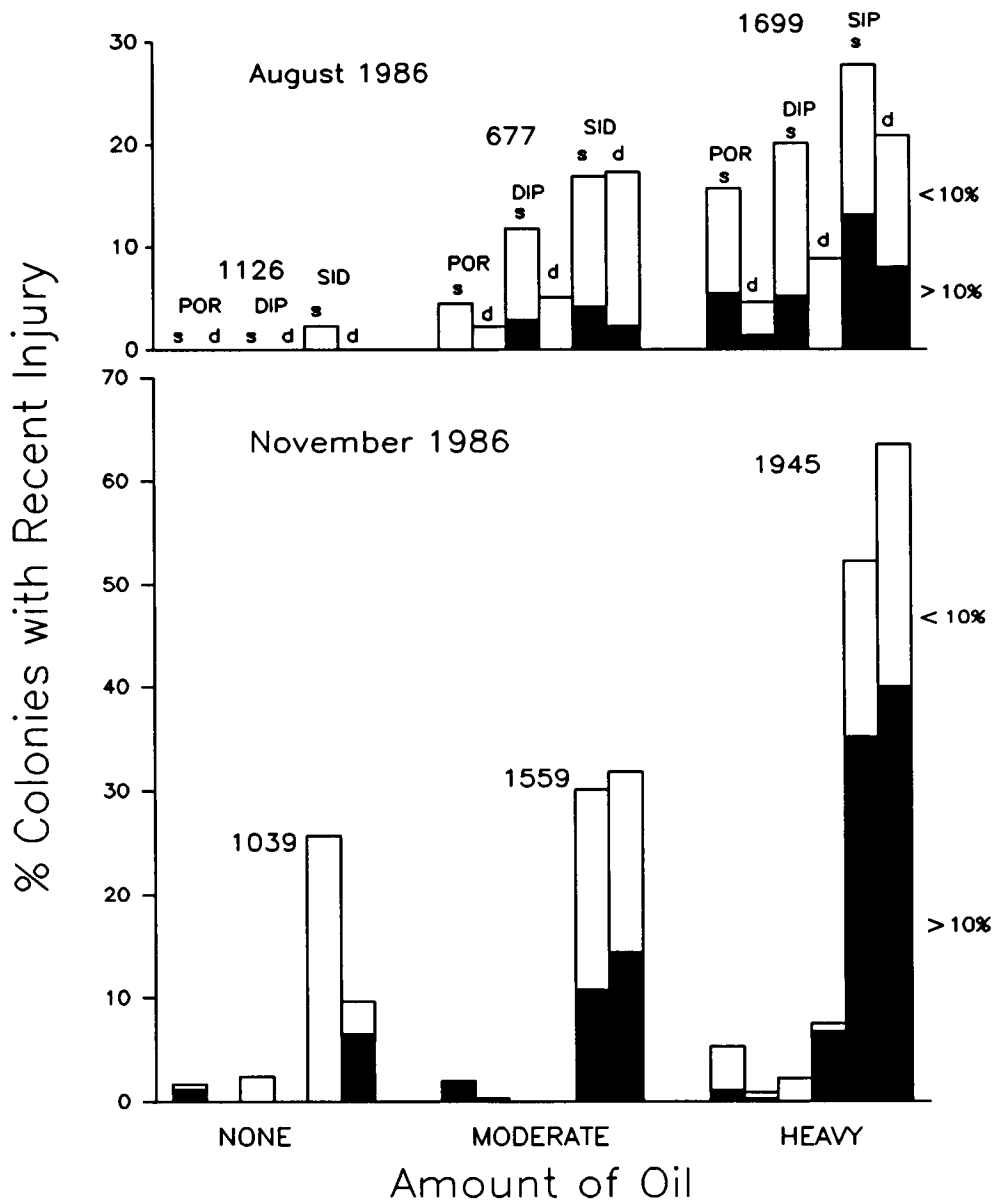 % Colonies with Recent Injury
30
20
10
0
August 1986
1126
POR DIP SID
s d s d s d
677
POR DIP SID
s d s d s d
1699
POR DIP SIP
s d s d s d
<10%
>10%
70
60
50
40
30
20
10
0
November 1986
1039
1559
1945
< 10%
> 10%
NONE MODERATE HEAVY
Amount of Oil